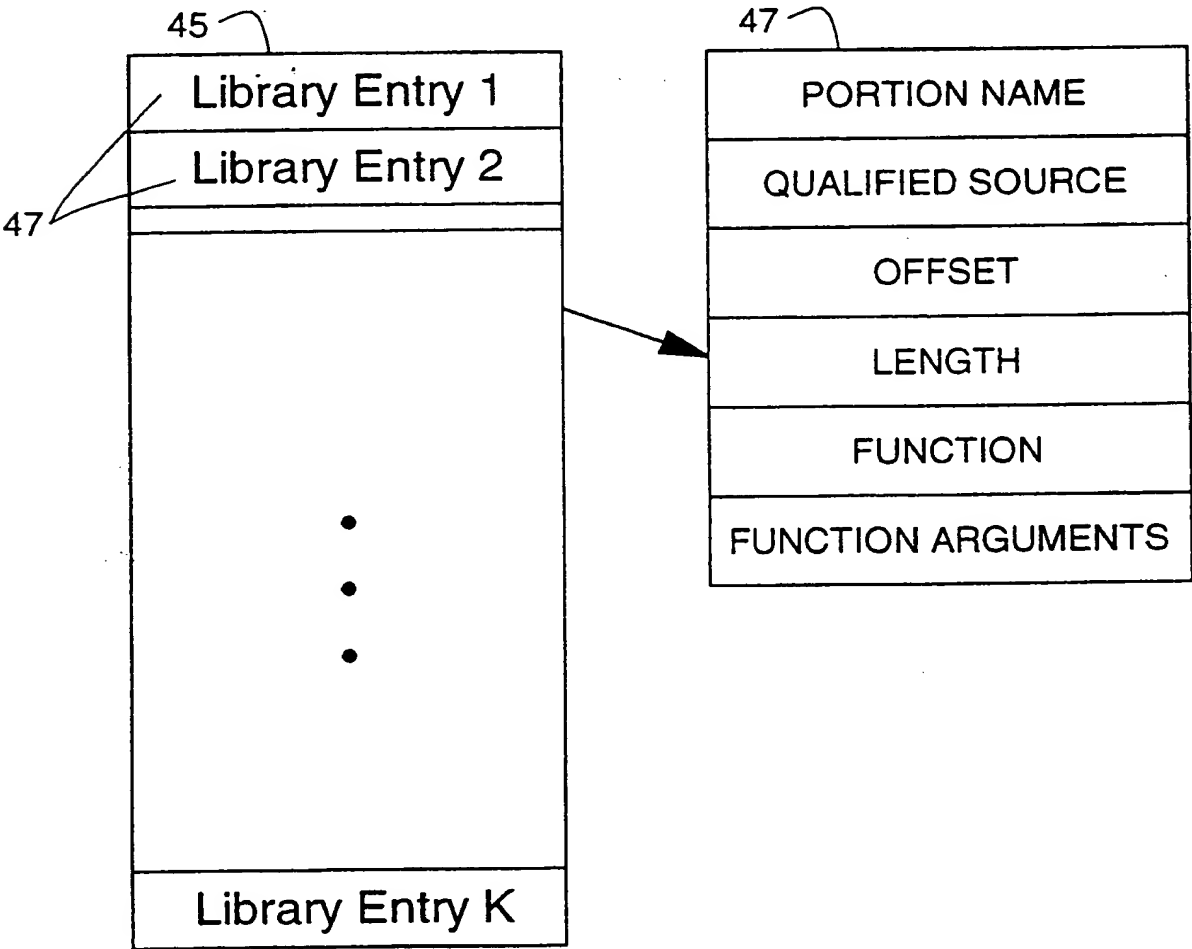 45
Library Entry 1
Library Entry 2
47
Library Entry K
47
PORTION NAME
QUALIFIED SOURCE
OFFSET
LENGTH
FUNCTION
FUNCTION ARGUMENTS